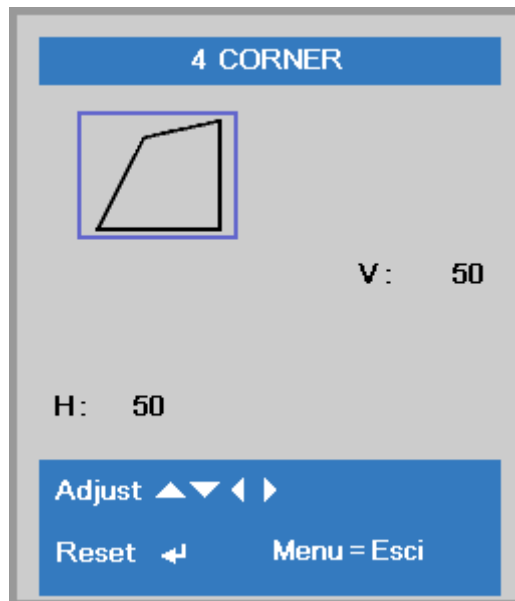 4 CORNER
V: 50
H: 50
Adjust ▲▼◀▶
Reset ↵ Menu = Esci